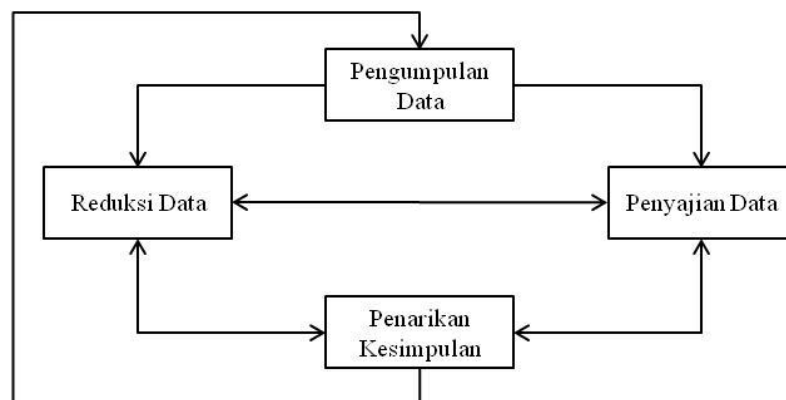 Pengumpulan
Data
Reduksi Data
Penyajian Data
Penarikan
Kesimpulan